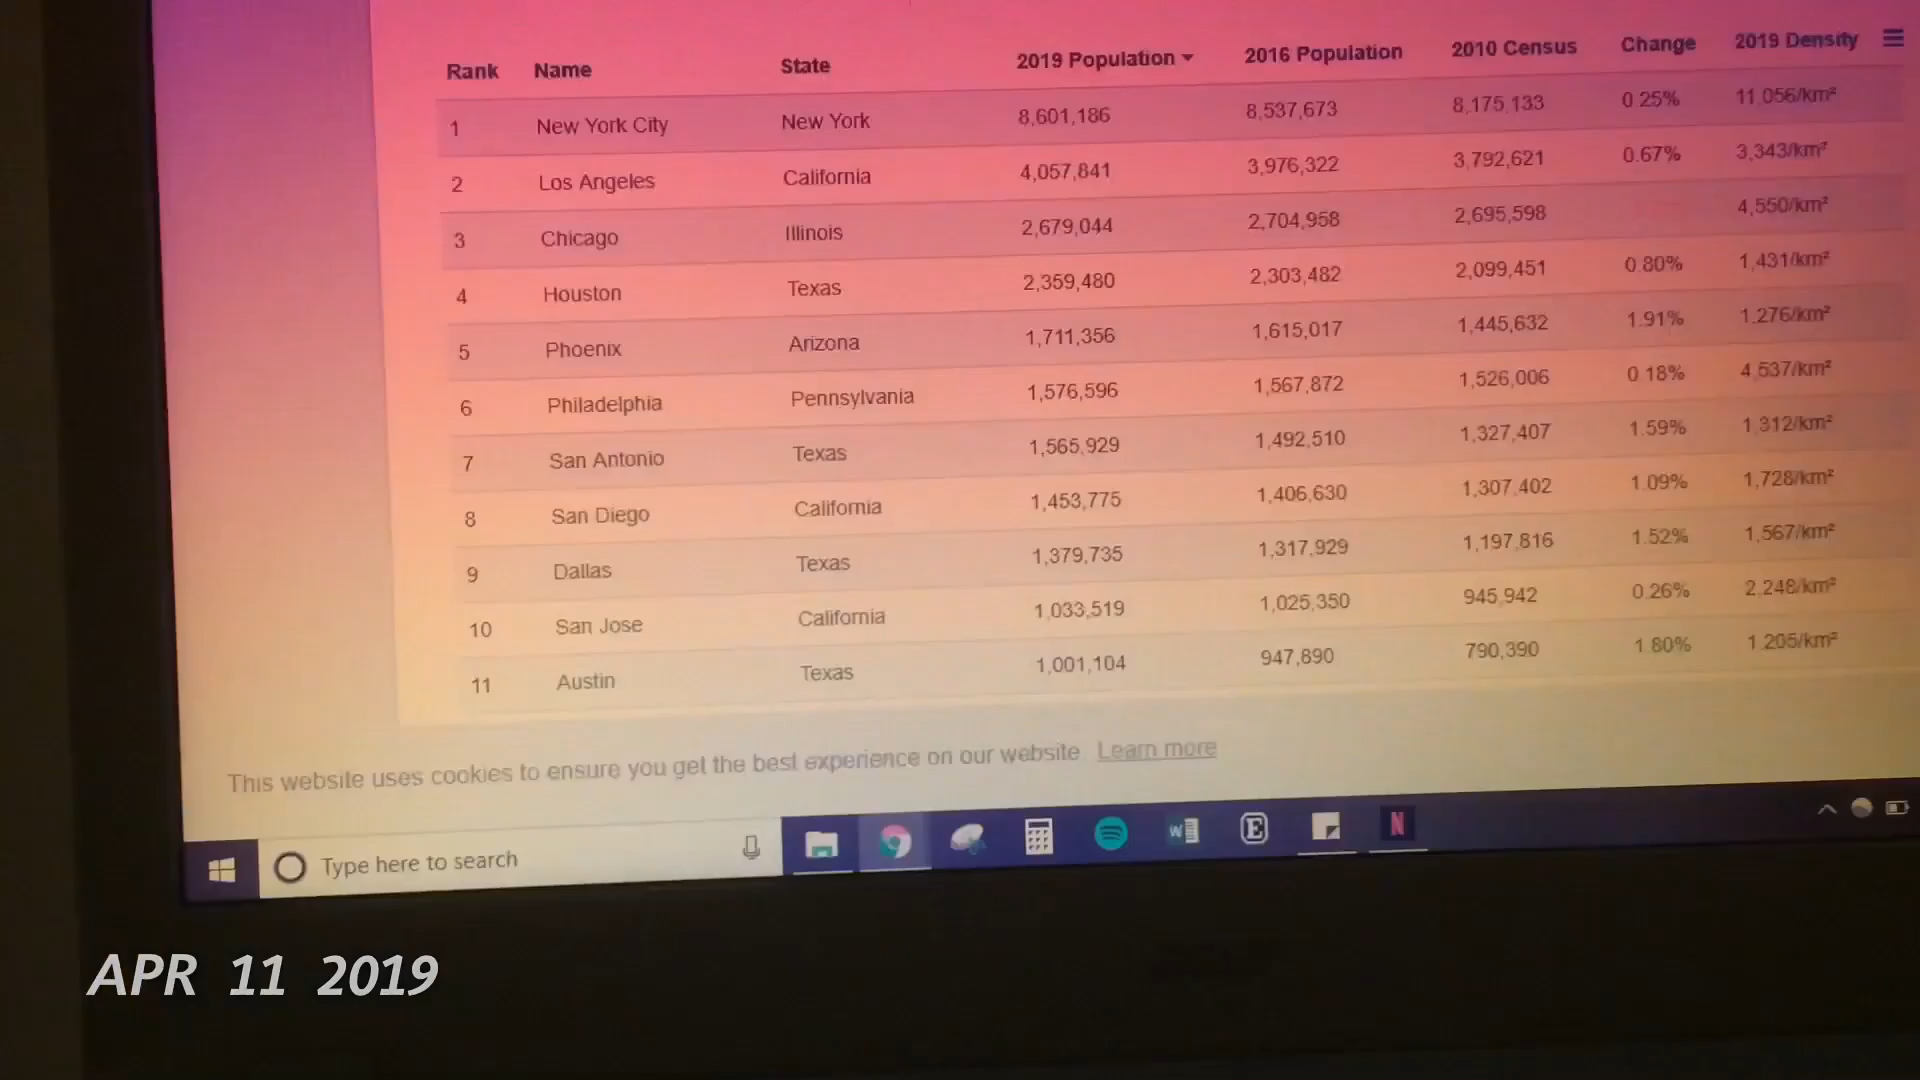 Rank Name State 2019 Population 2016 Population 2010 Census Change 2019 Density
1 New York City New York 8,601,186 8,537,673 8,175,133 0.25% 11,056/km²
2 Los Angeles California 4,057,841 3,976,322 3,792,621 0.67% 3,343/km²
3 Chicago Illinois 2,679,044 2,704,958 2,695,598 4,550/km²
4 Houston Texas 2,359,480 2,303,482 2,099,451 0.80% 1,431/km²
5 Phoenix Arizona 1,711,356 1,615,017 1,445,632 1.91% 1,276/km²
6 Philadelphia Pennsylvania 1,576,596 1,567,872 1,526,006 0.18% 4,537/km²
7 San Antonio Texas 1,565,929 1,492,510 1,327,407 1.59% 1,312/km²
8 San Diego California 1,453,775 1,406,630 1,307,402 1.09% 1,728/km²
9 Dallas Texas 1,379,735 1,317,929 1,197,816 1.52% 1,567/km²
10 San Jose California 1,033,519 1,025,350 945,942 0.26% 2,248/km²
11 Austin Texas 1,001,104 947,890 790,390 1.80% 1,205/km²
This website uses cookies to ensure you get the best experience on our website. Learn more
Type here to search
W E N
APR 11 2019